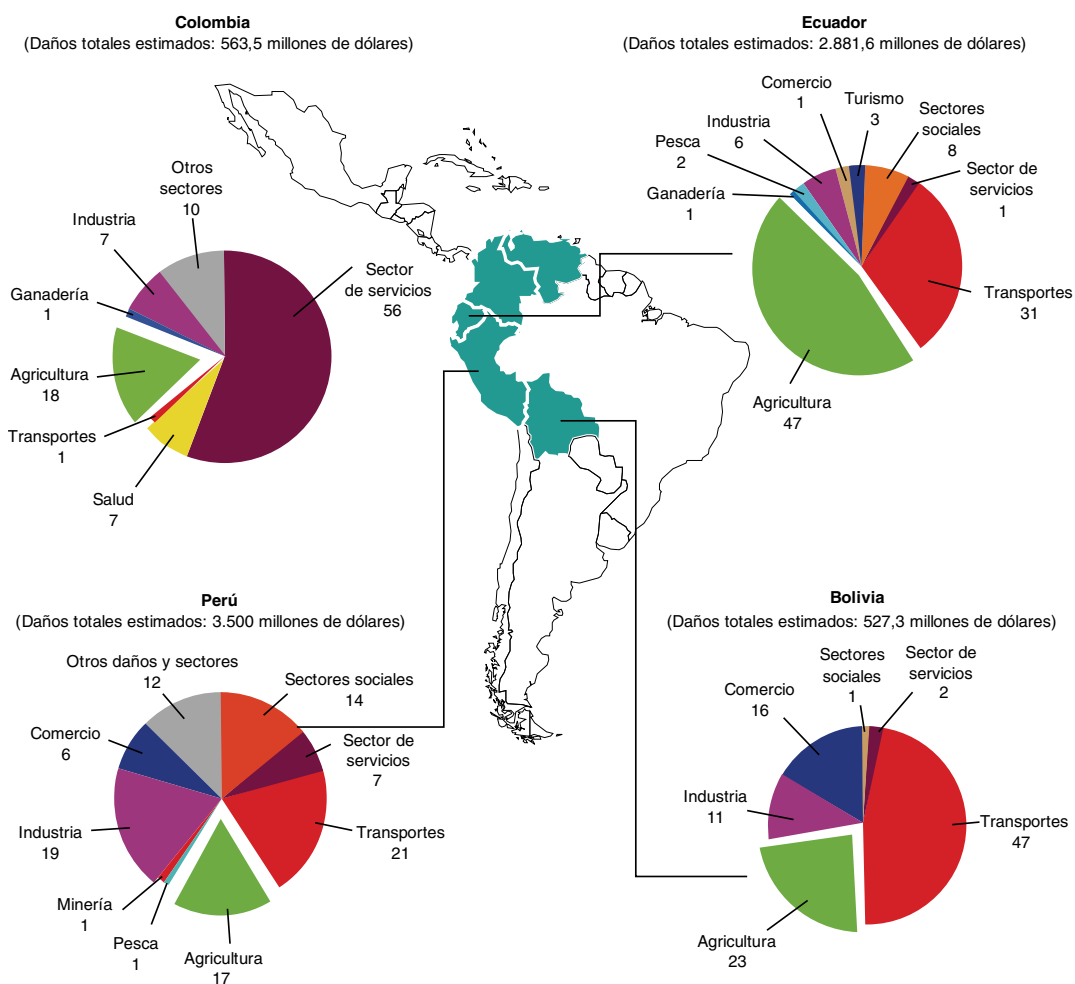 Colombia
(Daños totales estimados: 563,5 millones de dólares)
Otros
sectores
10
Industria
7
Ganadería
1
Agricultura
18
Transportes
1
Salud
7
Sector
de servicios
56
Ecuador
(Daños totales estimados: 2.881,6 millones de dólares)
Comercio
1
Turismo
3
Industria
6
Sectores
sociales
8
Pesca
2
Sector de
servicios
1
Ganadería
1
Transportes
31
Agricultura
47
Perú
(Daños totales estimados: 3.500 millones de dólares)
Otros daños y sectores
12
Sectores sociales
14
Comercio
6
Sector de
servicios
7
Industria
19
Transportes
21
Minería
1
Pesca
1
Agricultura
17
Bolivia
(Daños totales estimados: 527,3 millones de dólares)
Sectores
sociales
1
Sector de
servicios
2
Comercio
16
Industria
11
Transportes
47
Agricultura
23